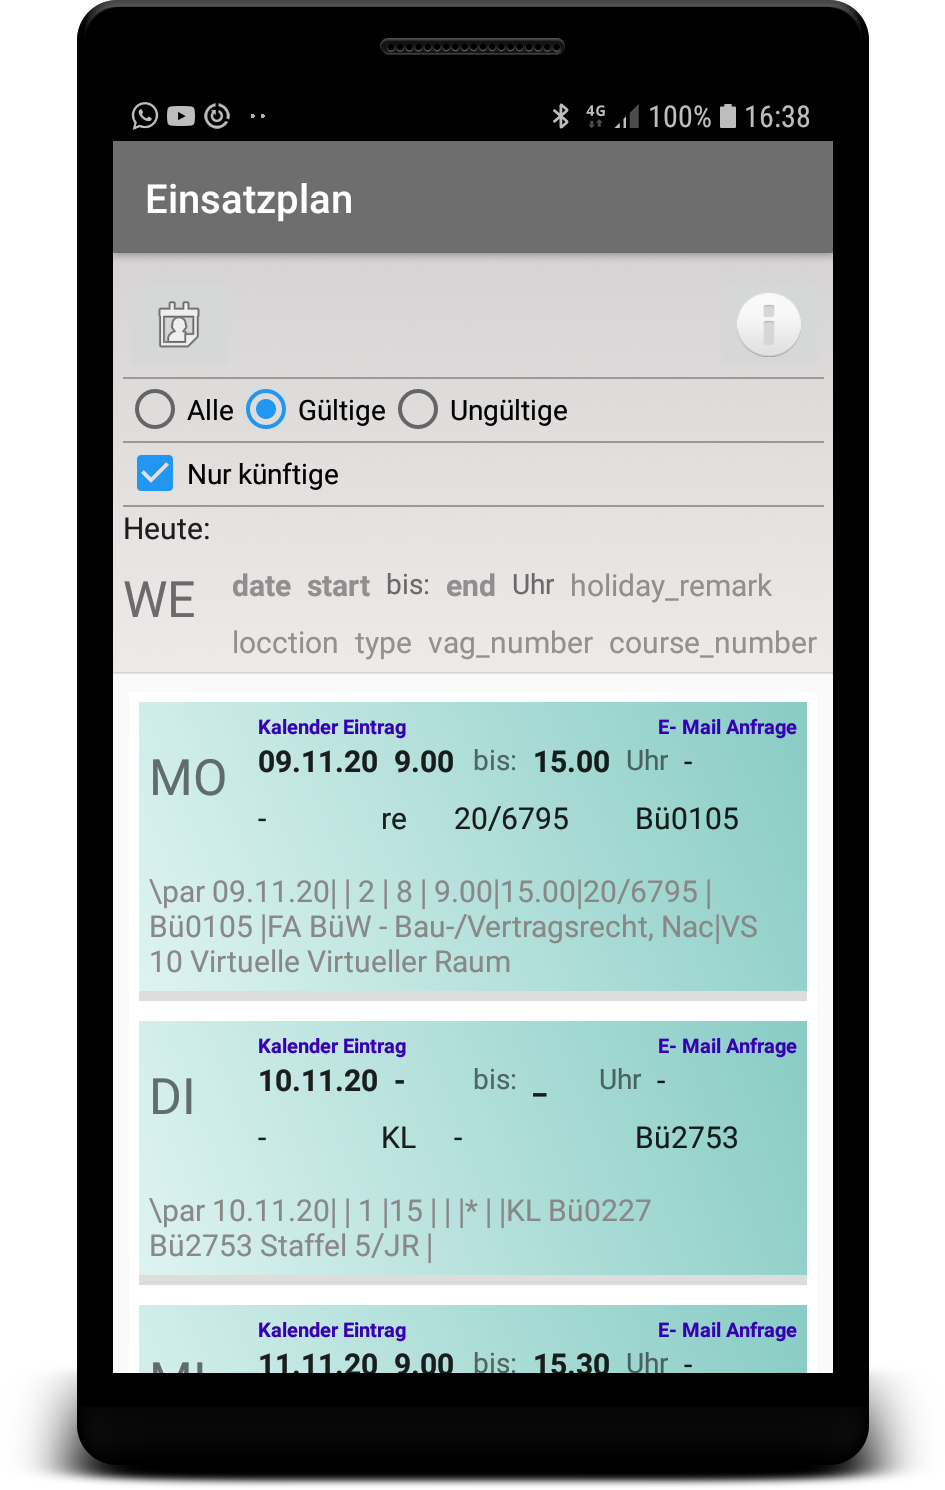 4G 100% 16:38
Einsatzplan
Alle Gültige Ungültige
Nur künftige
Heute:
WE date start bis: end Uhr holiday_remark
locction type vag_number course_number
Kalender Eintrag E- Mail Anfrage
MO 09.11.20 9.00 bis: 15.00 Uhr -
- re 20/6795 Bü0105
\par 09.11.20| | 2 | 8 | 9.00|15.00|20/6795 |
Bü0105 |FA BüW - Bau-/Vertragsrecht, Nac|VS
10 Virtuelle Virtueller Raum
Kalender Eintrag E- Mail Anfrage
DI 10.11.20 - bis: - Uhr -
- KL - Bü2753
\par 10.11.20| | 1 |15 | | |* | |KL Bü0227
Bü2753 Staffel 5/JR |
Kalender Eintrag E- Mail Anfrage
MI 11.11.20 9.00 bis: 15.30 Uhr -